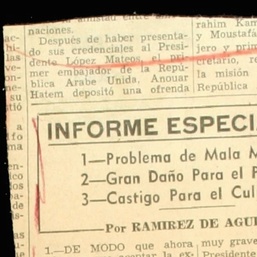 naciones.
Después de haber presenta-
do sus credenciales al Presi-
dente López Mateos, el pri-
mer embajador de la Repú-
blica Arabe Unida, Anouar
Hatem depositó una ofrenda
rahim Kam
y Moustafá
jero y prim
cretario, re
la misión
República
INFORME ESPECI
1—Problema de Mala M
2—Gran Daño Para el P
3—Castigo Para el Cul
Por RAMIREZ DE AGU
1.—DE MODO que ahora
muy grave
Presidente